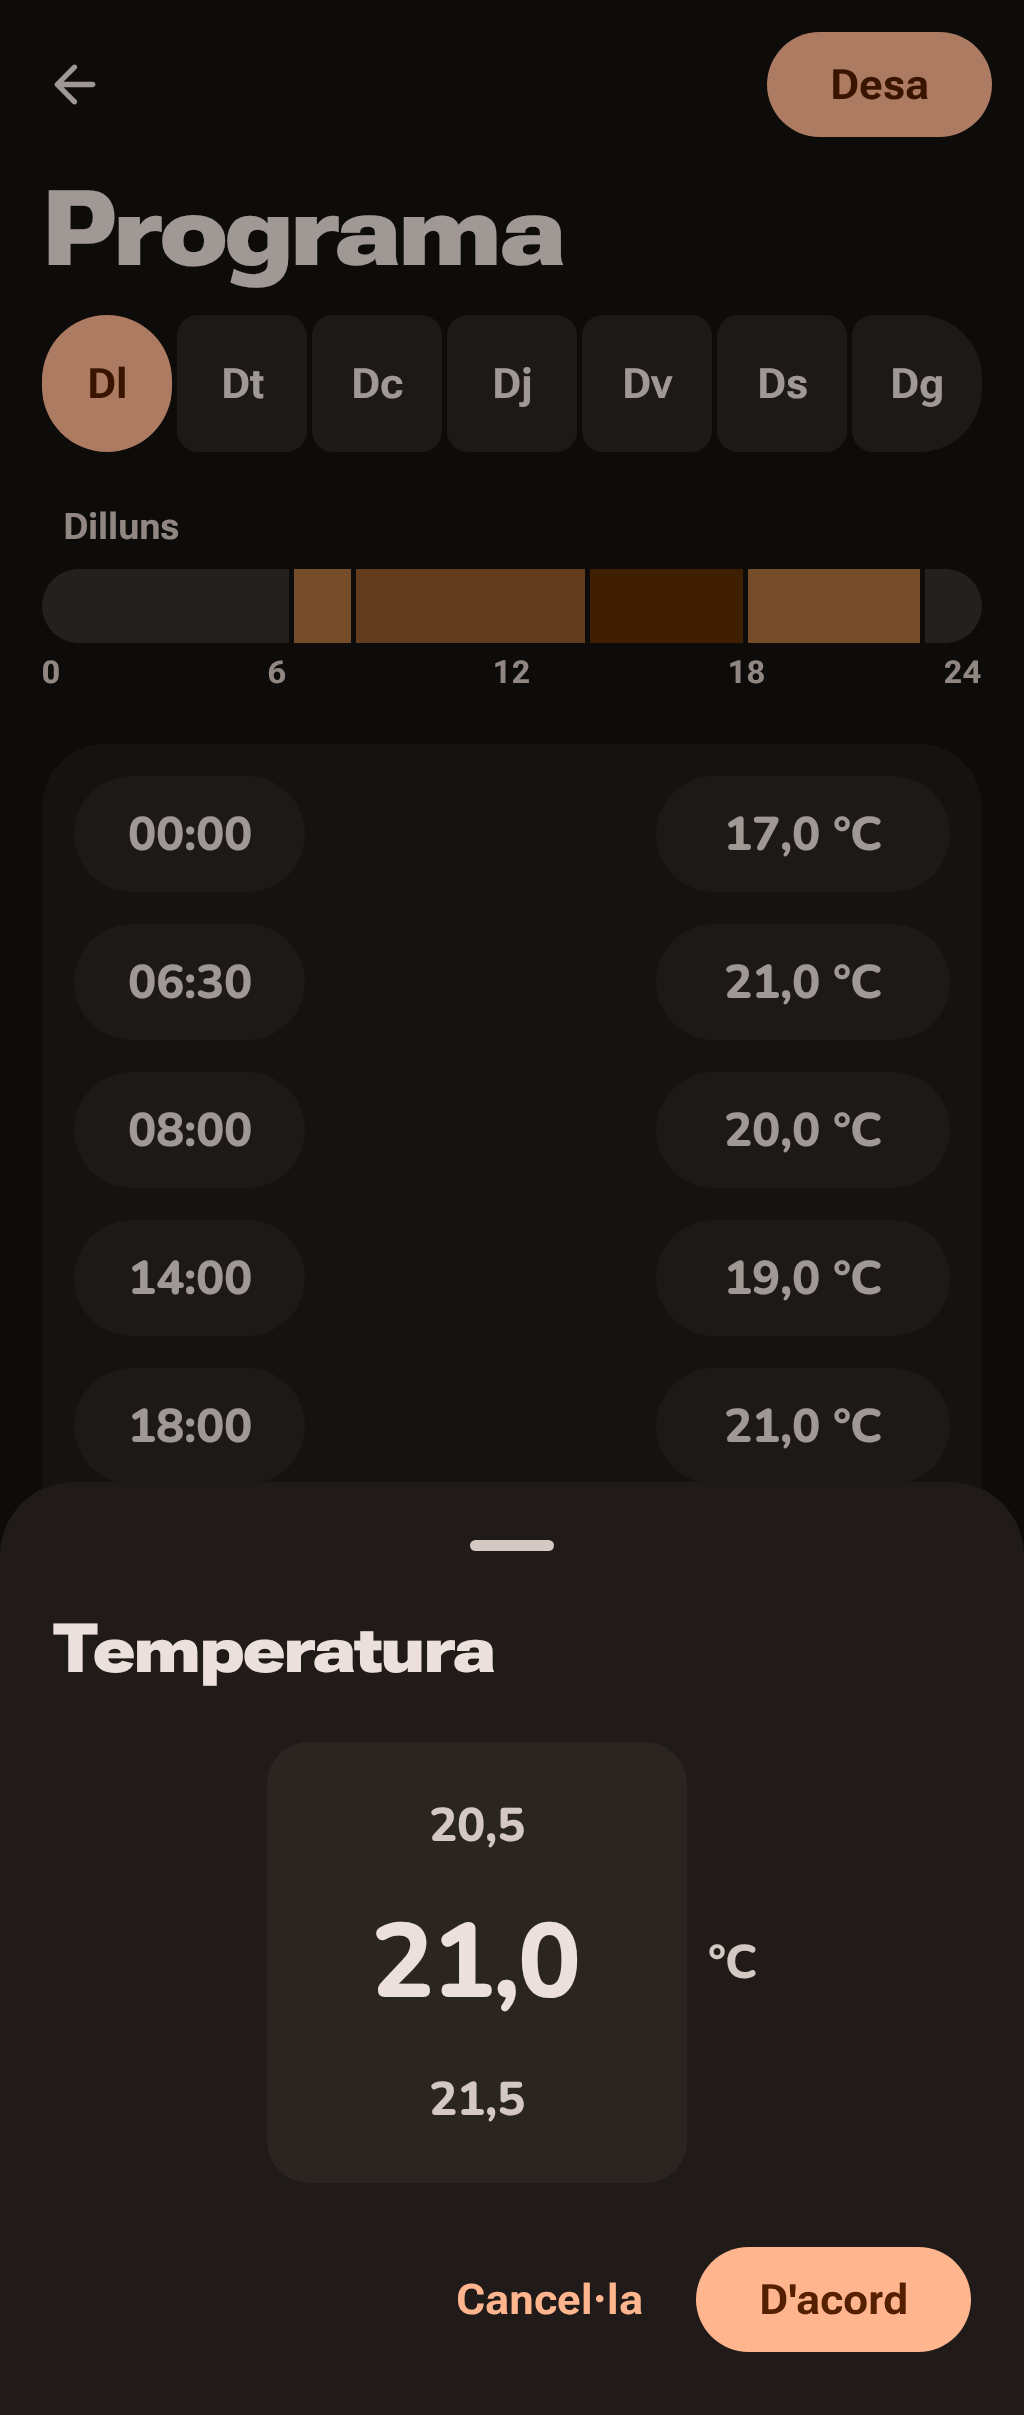 Desa
Programa
Dl Dt Dc Dj Dv Ds Dg
Dilluns
0 6 12 18 24
00:00 17,0 °C
06:30 21,0 °C
08:00 20,0 °C
14:00 19,0 °C
18:00 21,0 °C
Temperatura
20,5
21,0 °C
21,5
Cancel·la D'acord